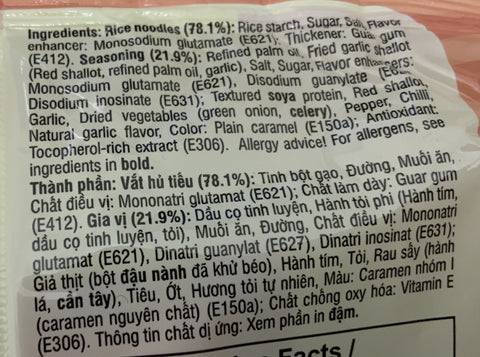 Ingredients: Rice noodles (78.1%): Rice starch, Sugar, Salt, Flavor
enhancer: Monosodium glutamate (E621), Thickener: Guar gum
(E412). Seasoning (21.9%): Refined palm oil, Fried garlic shallot
(Red shallot, refined palm oil, garlic), Salt, Sugar, Flavor enhancers:
Monosodium glutamate (E621), Disodium guanylate
Disodium inosinate (E631); Textured soya protein, Red shallot,
Garlic, Dried vegetables (green onion, celery), Pepper, Chilli,
Natural garlic flavor, Color: Plain caramel (E150a); Antioxidant:
Tocopherol-rich extract (E306). Allergy advice! For allergens, see
ingredients in bold.
Thành phần: Vắt hủ tiêu (78.1%): Tinh bột gạo, Đường, Muối ăn,
Chất điều vị: Mononatri glutamat (E621); Chất làm dày: Guar gum
(E412). Gia vị (21.9%): Dầu cọ tinh luyện, Hành tỏi phi (Hành tím,
dầu cọ tinh luyện, tỏi), Muối ăn, Đường, Chất điều vị: Mononatri
glutamat (E621), Dinatri guanylat (E627), Dinatri inosinat (E631);
Giả thịt (bột đậu nành đã khử béo), Hành tím, Tỏi, Rau sấy (hành
lá, cần tây), Tiêu, Ớt, Hương tỏi tự nhiên, Màu: Caramen nhóm I
(caramen nguyên chất) (E150a); Chất chống oxy hóa: Vitamin E
(E306). Thông tin chất dị ứng: Xem phần in đậm.
Facts /